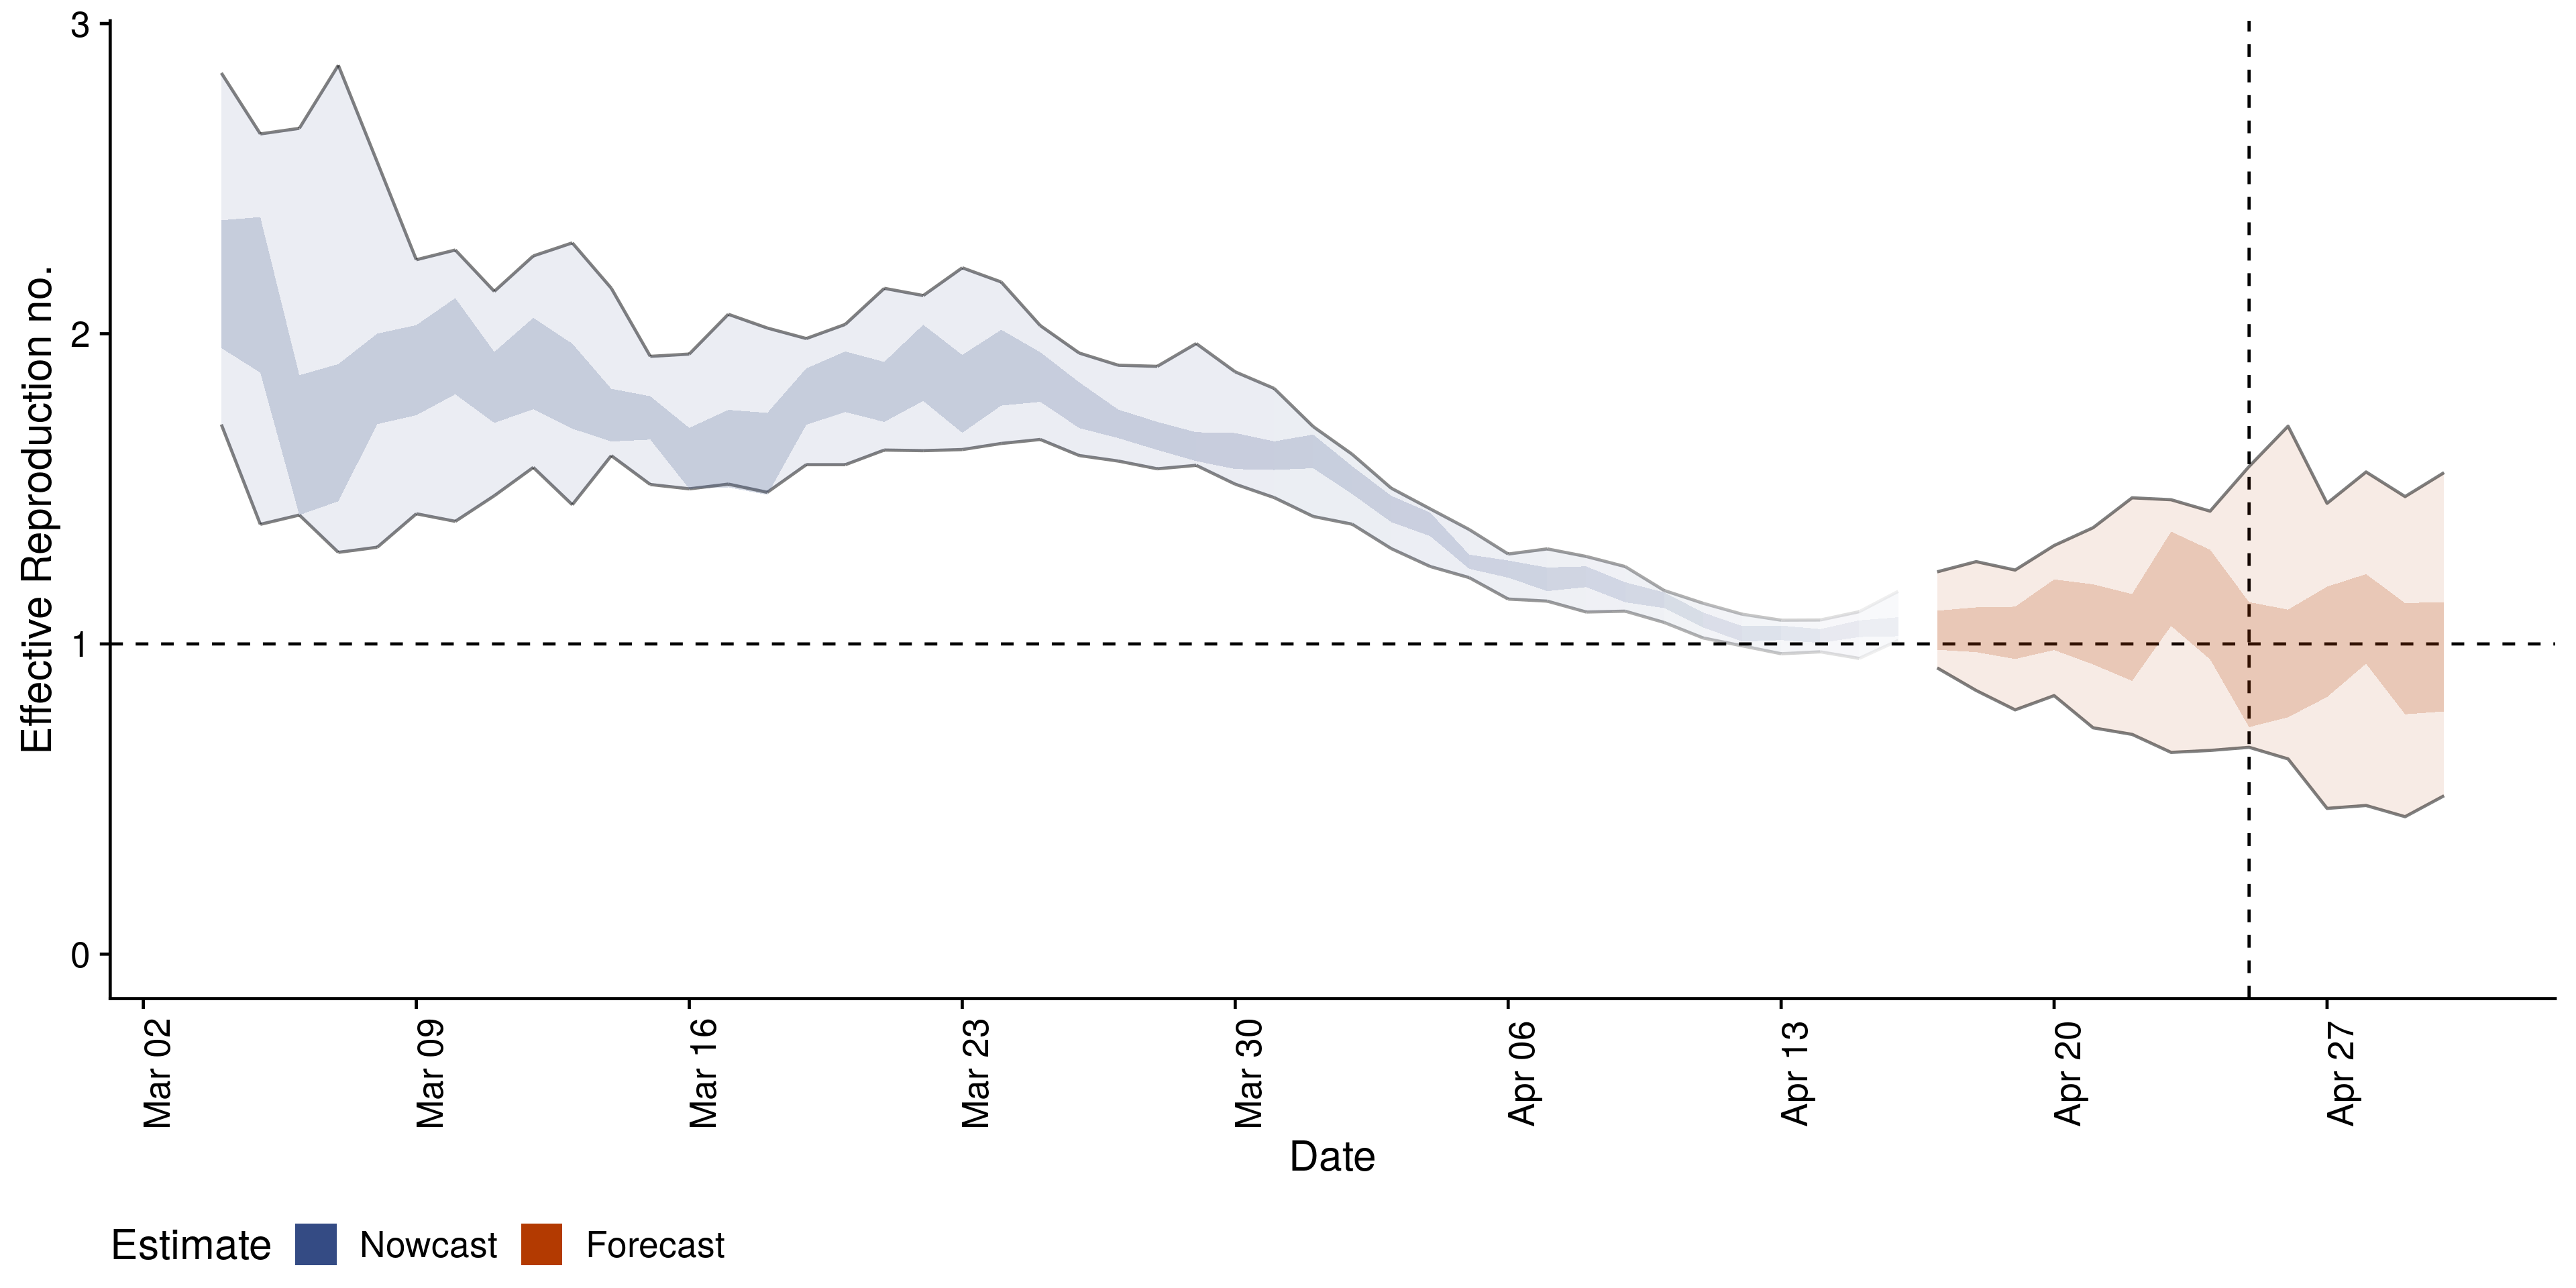 Effective Reproduction no.
3
2
1
0
Mar 02
Mar 09
Mar 16
Mar 23
Mar 30
Apr 06
Apr 13
Apr 20
Apr 27
Date
Estimate Nowcast Forecast